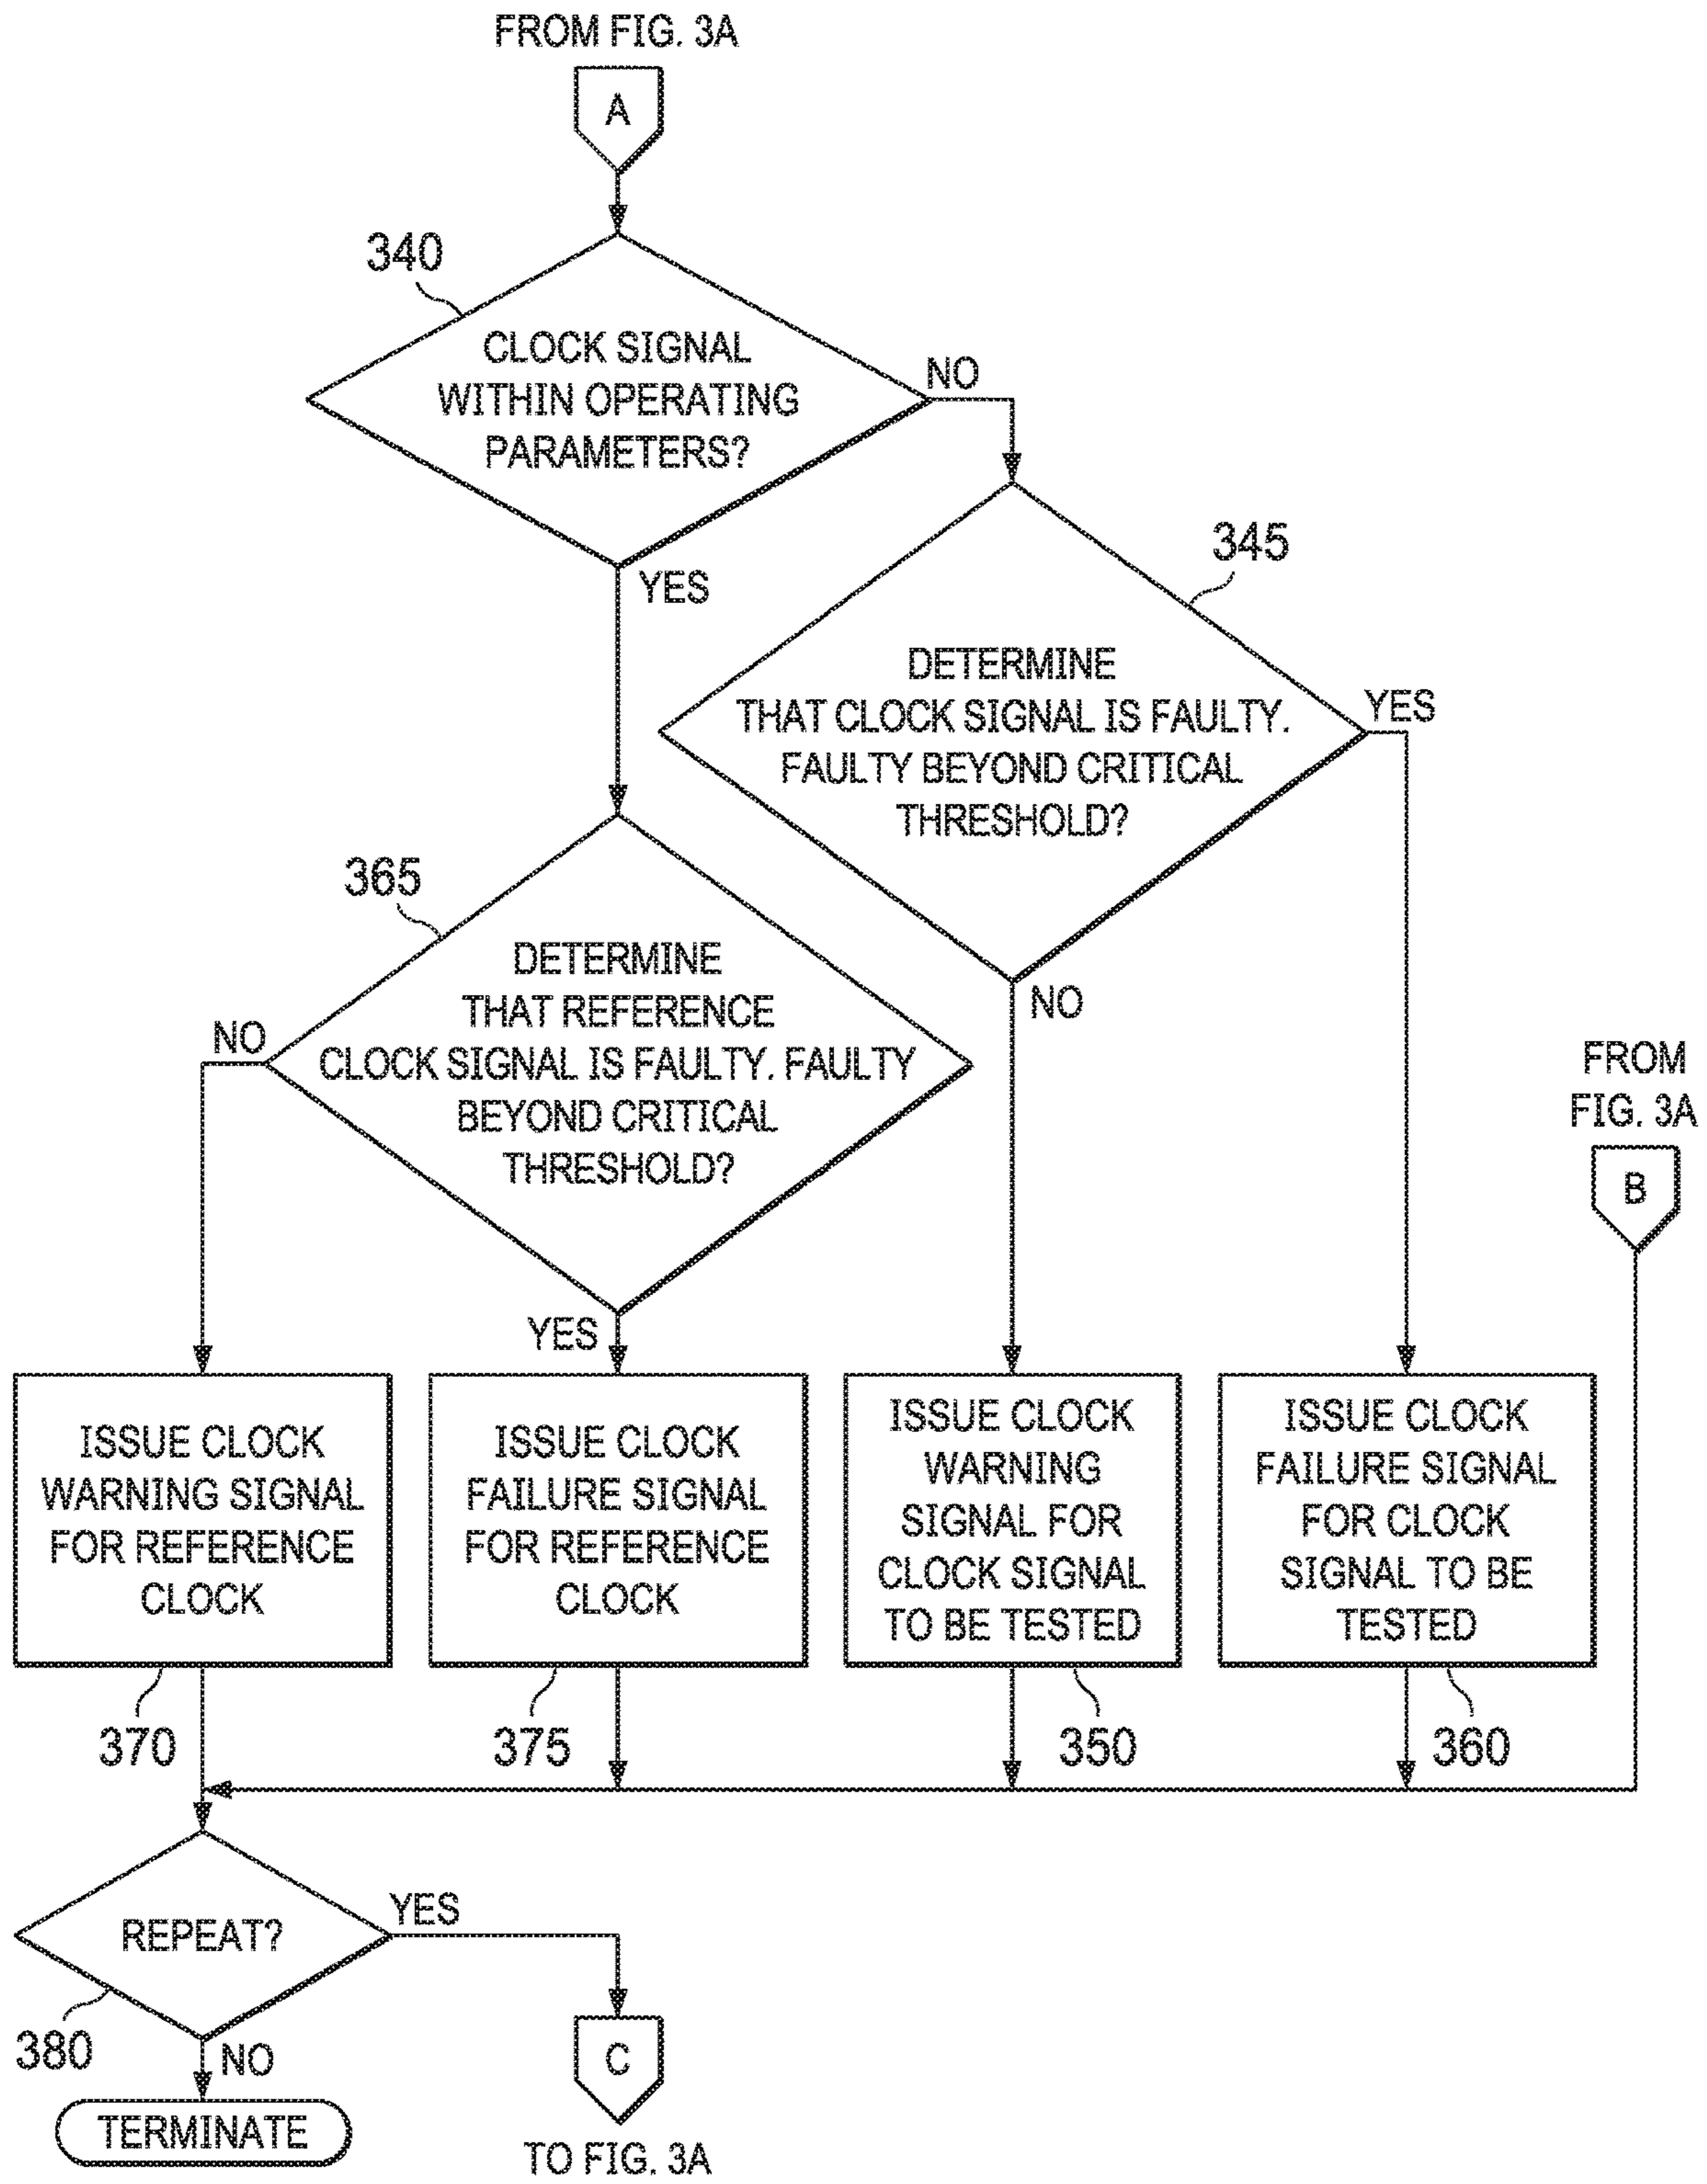 FROM FIG. 3A
A
340
CLOCK SIGNAL
WITHIN OPERATING
PARAMETERS?
NO
YES
345
DETERMINE
THAT CLOCK SIGNAL IS FAULTY.
FAULTY BEYOND CRITICAL
THRESHOLD?
YES
NO
365
DETERMINE
THAT REFERENCE
CLOCK SIGNAL IS FAULTY. FAULTY
BEYOND CRITICAL
THRESHOLD?
NO
YES
FROM
FIG. 3A
B
ISSUE CLOCK
WARNING SIGNAL
FOR REFERENCE
CLOCK
370
ISSUE CLOCK
FAILURE SIGNAL
FOR REFERENCE
CLOCK
375
ISSUE CLOCK
WARNING
SIGNAL FOR
CLOCK SIGNAL
TO BE TESTED
350
ISSUE CLOCK
FAILURE SIGNAL
FOR CLOCK
SIGNAL TO BE
TESTED
360
REPEAT?
YES
380
NO
TERMINATE
C
TO FIG. 3A